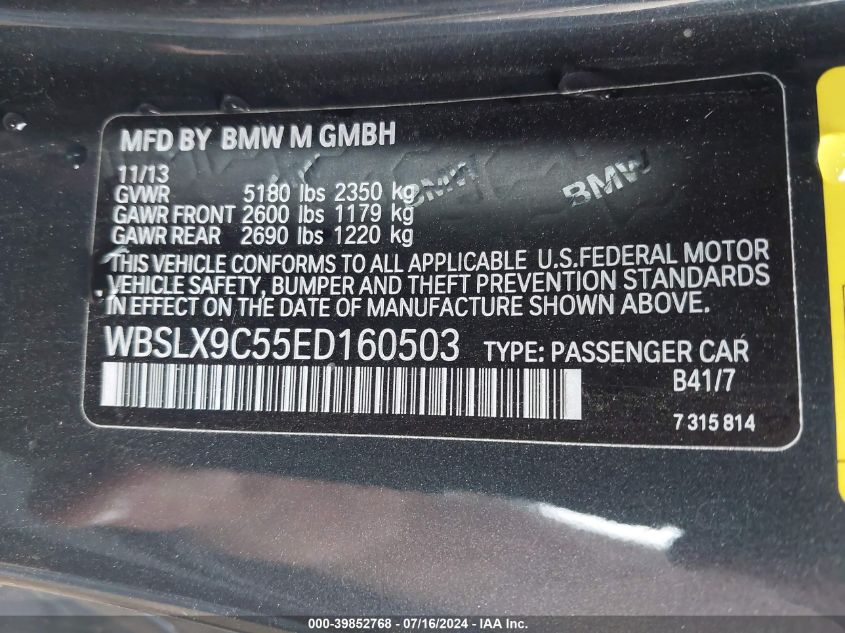 MFD BY BMW M GMBH
11/13
GVWR 5180 lbs 2350 kg
GAWR FRONT 2600 lbs 1179 kg
GAWR REAR 2690 lbs 1220 kg
BMW BMW
THIS VEHICLE CONFORMS TO ALL APPLICABLE U.S.FEDERAL MOTOR
VEHICLE SAFETY, BUMPER AND THEFT PREVENTION STANDARDS
IN EFFECT ON THE DATE OF MANUFACTURE SHOWN ABOVE.
WBSLX9C55ED160503 TYPE: PASSENGER CAR
B41/7
7 315 814
000-39852768 - 07/16/2024 - IAA Inc.